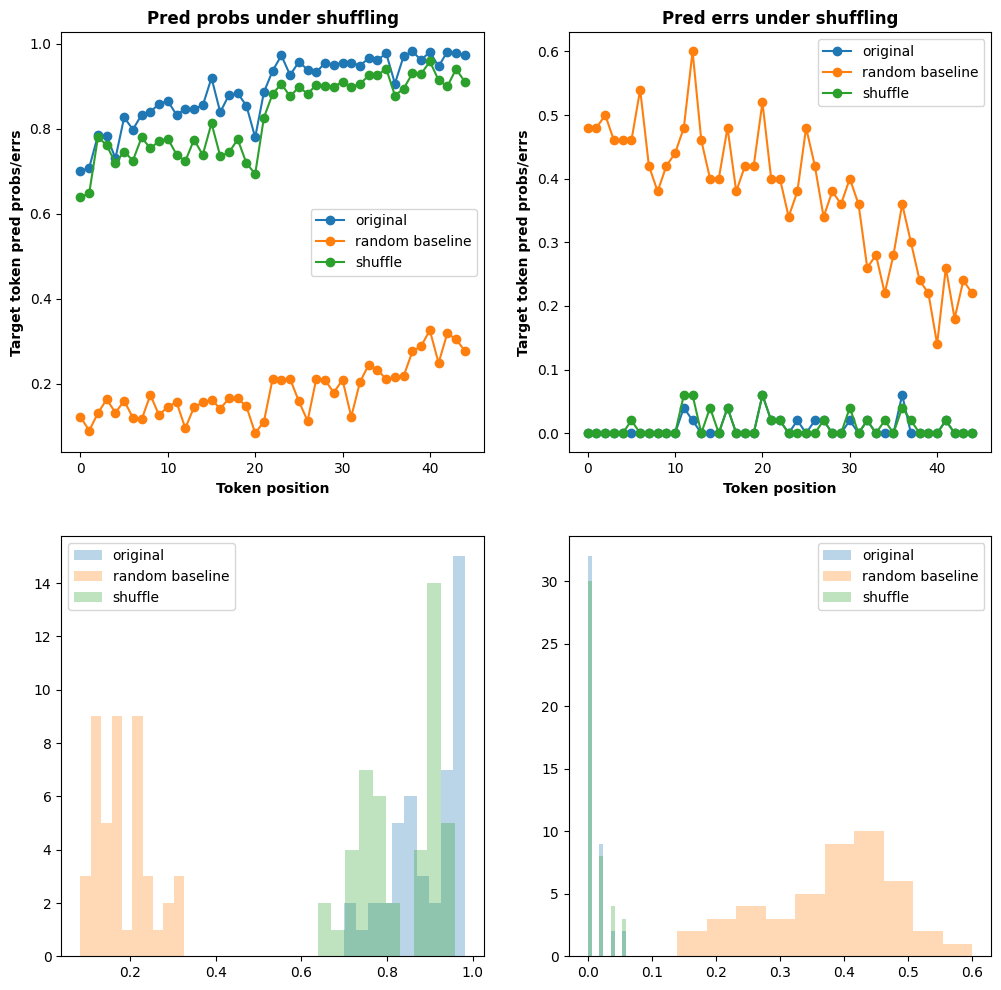 Pred probs under shuffling
Target token pred probs/errs
1.0
0.8
0.6
0.4
0.2
original
random baseline
shuffle
0 10 20 30 40
Token position
Pred errs under shuffling
Target token pred probs/errs
0.6
0.5
0.4
0.3
0.2
0.1
0.0
original
random baseline
shuffle
0 10 20 30 40
Token position
original
random baseline
shuffle
14
12
10
8
6
4
2
0
0.2 0.4 0.6 0.8 1.0
original
random baseline
shuffle
30
25
20
15
10
5
0
0.0 0.1 0.2 0.3 0.4 0.5 0.6